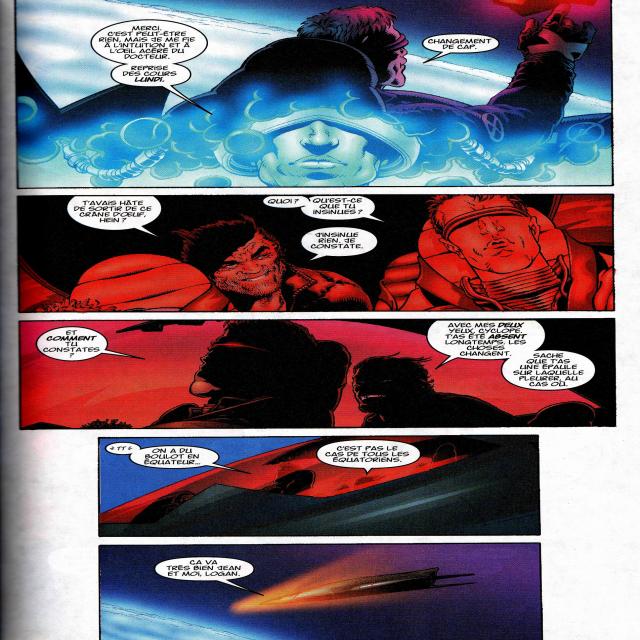 MERCI.
C'EST PEUT-ÊTRE
RIEN, MAIS JE ME FIE
À L'INTUITION ET À
L'ŒIL ACÉRÉ DU
DOCTEUR.
REPRISE
DES COURS
LUNDI.
CHANGEMENT
DE CAP.
T'AVAIS HÂTE
DE SORTIR DE CE
CRÂNE D'ŒUF,
HEIN ?
QUOI ?
QU'EST-CE
QUE TU
INSINUES ?
J'INSINUE
RIEN. JE
CONSTATE.
ET
COMMENT
TU
CONSTATES
?
AVEC MES DEUX
YEUX, CYCLOPE.
T'AS ÉTÉ ABSENT
LONGTEMPS, LES
CHOSES
CHANGENT.
SACHE
QUE T'AS
UNE ÉPAULE
SUR LAQUELLE
PLEURER, AU
CAS OÙ.
<TT<
ON A DU
BOULOT EN
ÉQUATEUR...
C'EST PAS LE
CAS DE TOUS LES
ÉQUATORIENS.
ÇA VA
TRÈS BIEN JEAN
ET MOI, LOGAN.